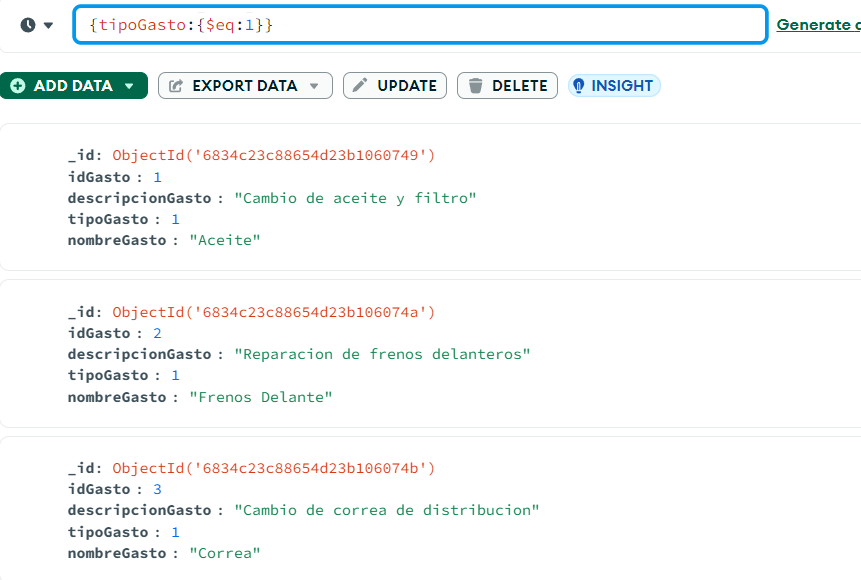 {tipoGasto:{$eq:1}}
Generate
ADD DATA EXPORT DATA UPDATE DELETE INSIGHT
_id: ObjectId('6834c23c88654d23b1060749')
idGasto : 1
descripcionGasto : "Cambio de aceite y filtro"
tipoGasto : 1
nombreGasto : "Aceite"
_id: ObjectId('6834c23c88654d23b106074a')
idGasto : 2
descripcionGasto : "Reparacion de frenos delanteros"
tipoGasto : 1
nombreGasto : "Frenos Delante"
_id: ObjectId('6834c23c88654d23b106074b')
idGasto : 3
descripcionGasto : "Cambio de correa de distribucion"
tipoGasto : 1
nombreGasto : "Correa"